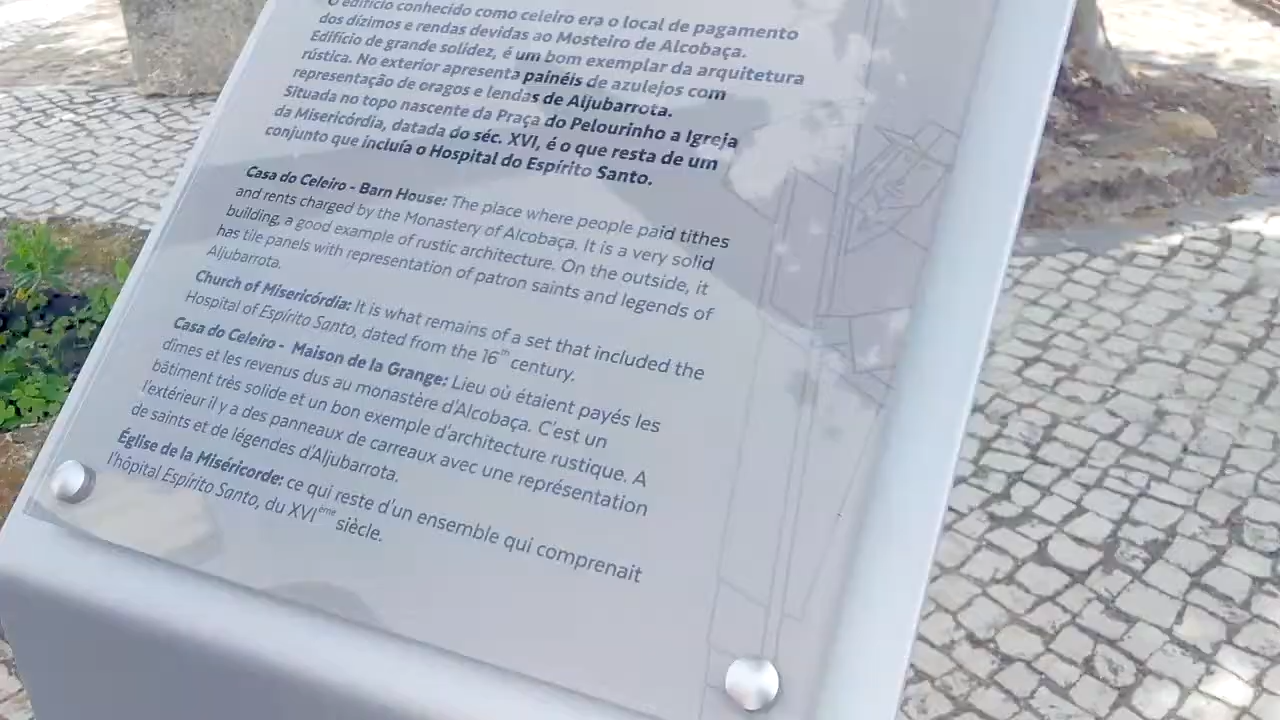 O edifício conhecido como celeiro era o local de pagamento
dos dízimos e rendas devidas ao Mosteiro de Alcobaça.
Edifício de grande solidez, é um bom exemplar da arquitetura
rústica. No exterior apresenta painéis de azulejos com
representação de oragos e lendas de Aljubarrota.
Situada no topo nascente da Praça do Pelourinho a Igreja
da Misericórdia, datada do séc. XVI, é o que resta de um
conjunto que incluía o Hospital do Espírito Santo.
Casa do Celeiro - Barn House: The place where people paid tithes
and rents charged by the Monastery of Alcobaça. It is a very solid
building, a good example of rustic architecture. On the outside, it
has tile panels with representation of patron saints and legends of
Aljubarrota.
Church of Misericórdia: It is what remains of a set that included the
Hospital of Espírito Santo, dated from the 16th century.
Casa do Celeiro - Maison de la Grange: Lieu où étaient payés les
dîmes et les revenus dus au monastère d'Alcobaça. C'est un
bâtiment très solide et un bon exemple d'architecture rustique. A
l'extérieur il y a des panneaux de carreaux avec une représentation
de saints et de légendes d'Aljubarrota.
Église de la Miséricorde: ce qui reste d'un ensemble qui comprenait
l'hôpital Espírito Santo, du XVIème siècle.